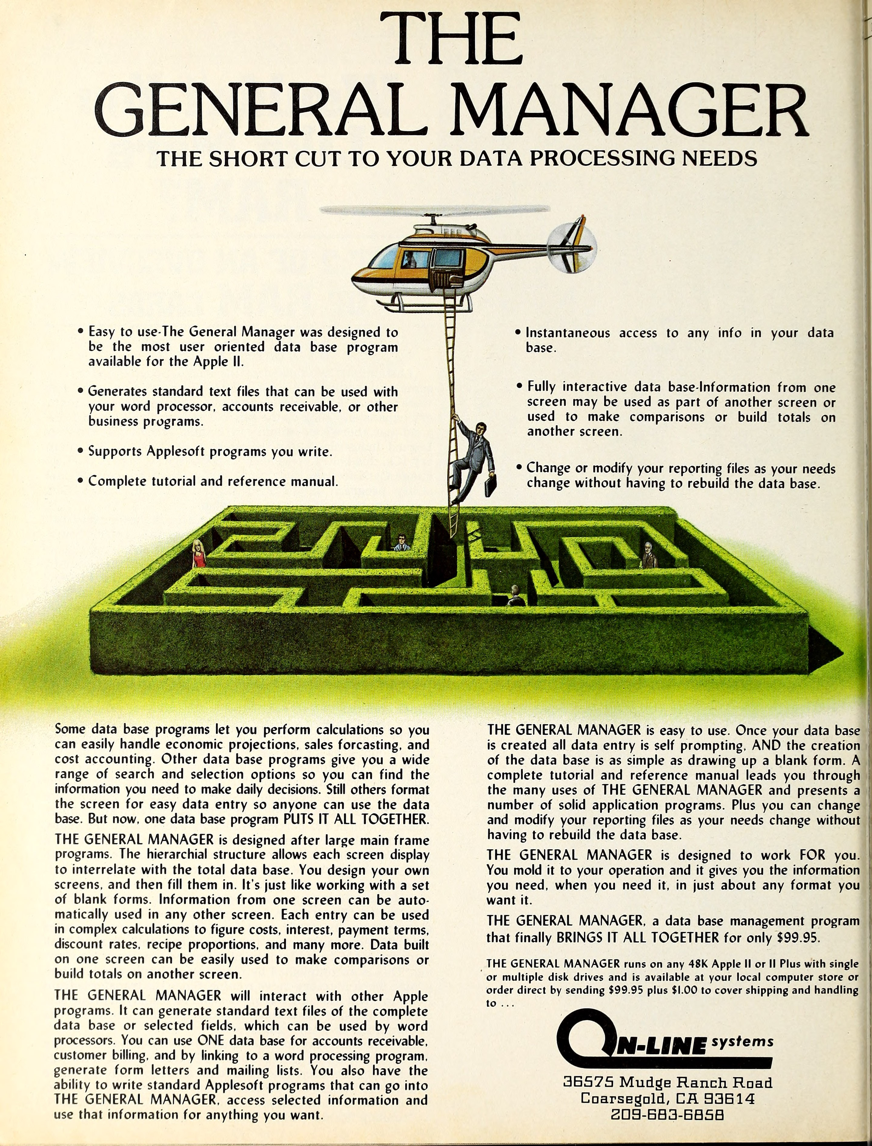 THE
GENERAL MANAGER
THE SHORT CUT TO YOUR DATA PROCESSING NEEDS
• Easy to use-The General Manager was designed to
be the most user oriented data base program
available for the Apple II.
• Generates standard text files that can be used with
your word processor, accounts receivable, or other
business programs.
• Supports Applesoft programs you write.
• Complete tutorial and reference manual.
• Instantaneous access to any info in your data
base.
• Fully interactive data base-Information from one
screen may be used as part of another screen or
used to make comparisons or build totals on
another screen.
• Change or modify your reporting files as your needs
change without having to rebuild the data base.
Some data base programs let you perform calculations so you
can easily handle economic projections, sales forcasting, and
cost accounting. Other data base programs give you a wide
range of search and selection options so you can find the
information you need to make daily decisions. Still others format
the screen for easy data entry so anyone can use the data
base. But now, one data base program PUTS IT ALL TOGETHER.
THE GENERAL MANAGER is designed after large main frame
programs. The hierarchial structure allows each screen display
to interrelate with the total data base. You design your own
screens, and then fill them in. It's just like working with a set
of blank forms. Information from one screen can be auto-
matically used in any other screen. Each entry can be used
in complex calculations to figure costs, interest, payment terms,
discount rates, recipe proportions, and many more. Data built
on one screen can be easily used to make comparisons or
build totals on another screen.
THE GENERAL MANAGER will interact with other Apple
programs. It can generate standard text files of the complete
data base or selected fields, which can be used by word
processors. You can use ONE data base for accounts receivable,
customer billing, and by linking to a word processing program,
generate form letters and mailing lists. You also have the
ability to write standard Applesoft programs that can go into
THE GENERAL MANAGER, access selected information and
use that information for anything you want.
THE GENERAL MANAGER is easy to use. Once your data base
is created all data entry is self prompting, AND the creation
of the data base is as simple as drawing up a blank form. A
complete tutorial and reference manual leads you through
the many uses of THE GENERAL MANAGER and presents a
number of solid application programs. Plus you can change
and modify your reporting files as your needs change without
having to rebuild the data base.
THE GENERAL MANAGER is designed to work FOR you.
You mold it to your operation and it gives you the information
you need, when you need it, in just about any format you
want it.
THE GENERAL MANAGER, a data base management program
that finally BRINGS IT ALL TOGETHER for only $99.95.
THE GENERAL MANAGER runs on any 48K Apple II or II Plus with single
or multiple disk drives and is available at your local computer store or
order direct by sending $99.95 plus $1.00 to cover shipping and handling
to ...
ON-LINE systems
36575 Mudge Ranch Road
Coarsegold, CA 93614
209-683-6858